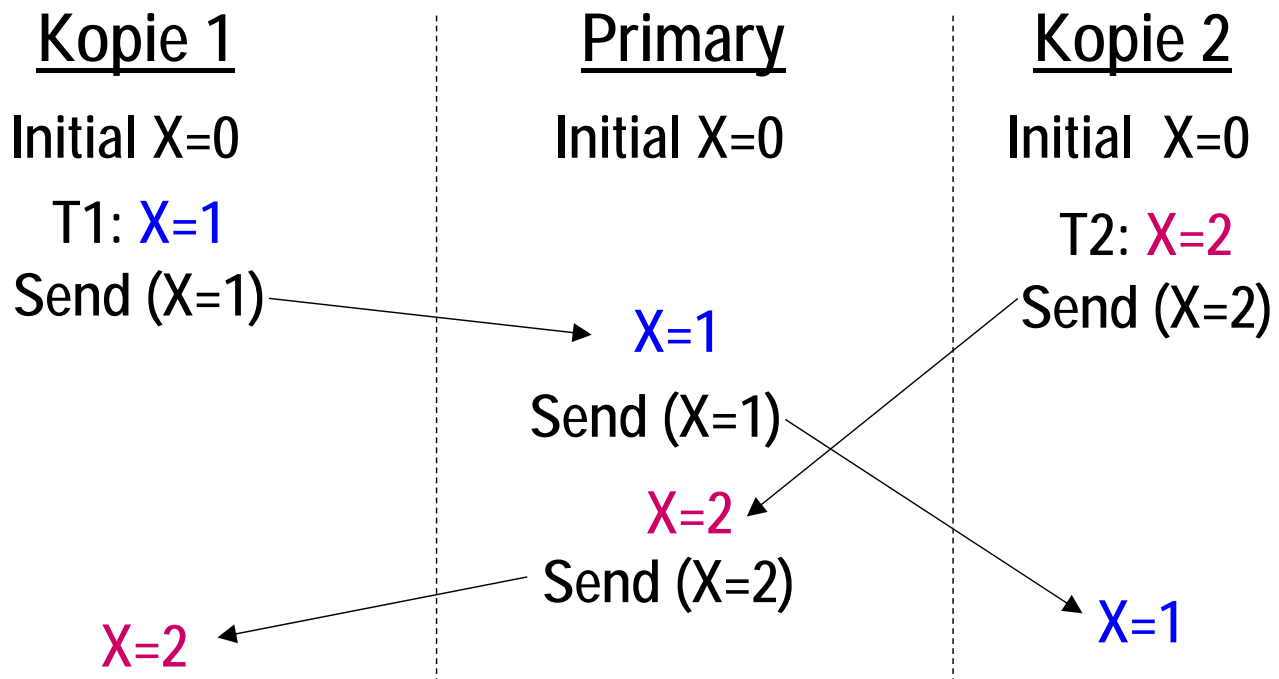 Kopie 1
Initial X=0
T1: X=1
Send (X=1)
X=2
Primary
Initial X=0
X=1
Send (X=1)
X=2
Send (X=2)
Kopie 2
Initial X=0
T2: X=2
Send (X=2)
X=1